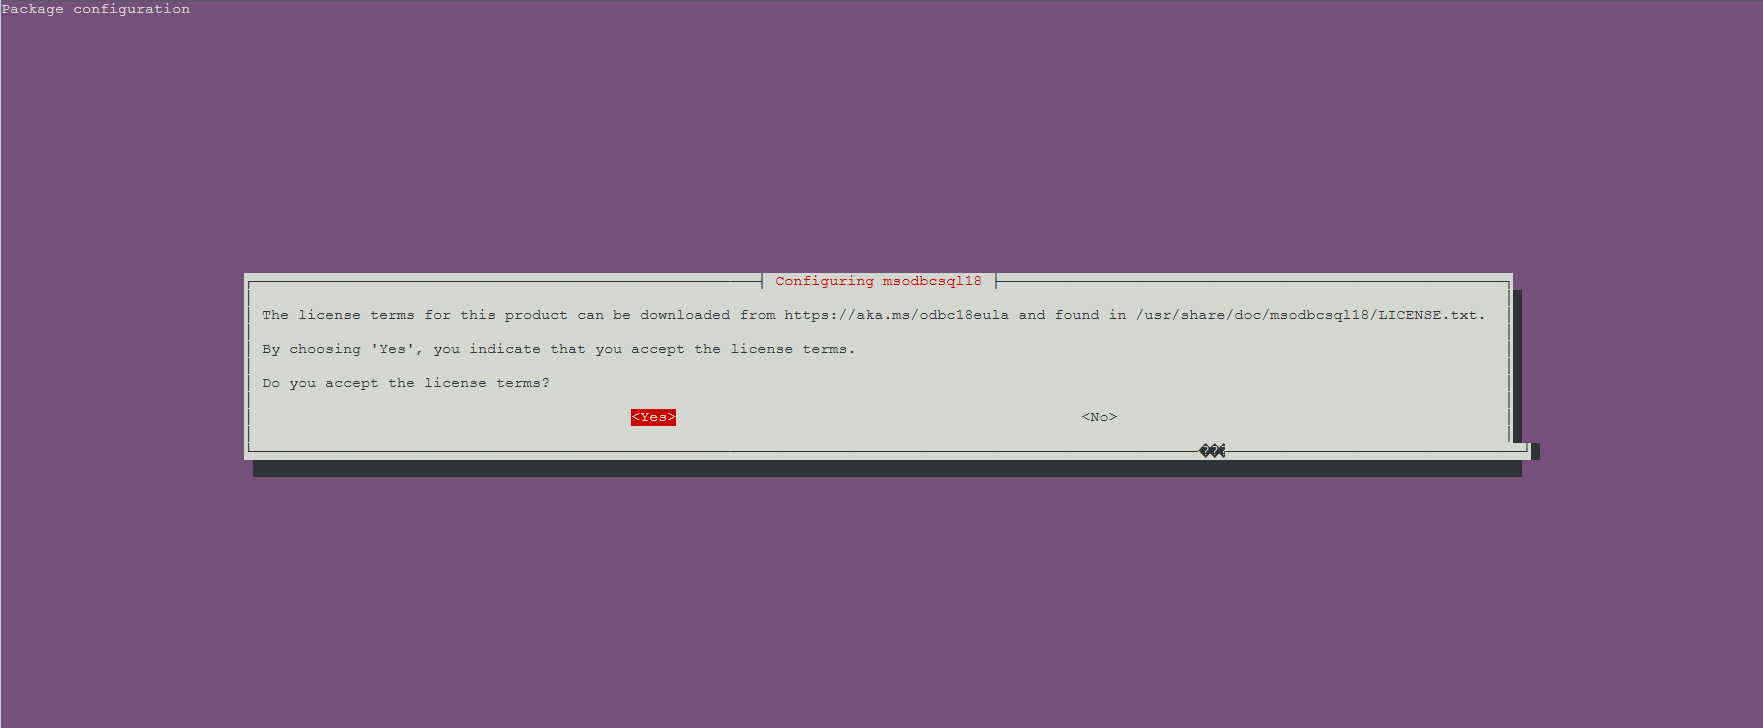 Package configuration
Configuring msodbcsql18
The license terms for this product can be downloaded from https://aka.ms/odbc18eula and found in /usr/share/doc/msodbcsql18/LICENSE.txt.
By choosing 'Yes', you indicate that you accept the license terms.
Do you accept the license terms?
<Yes> <No>
���